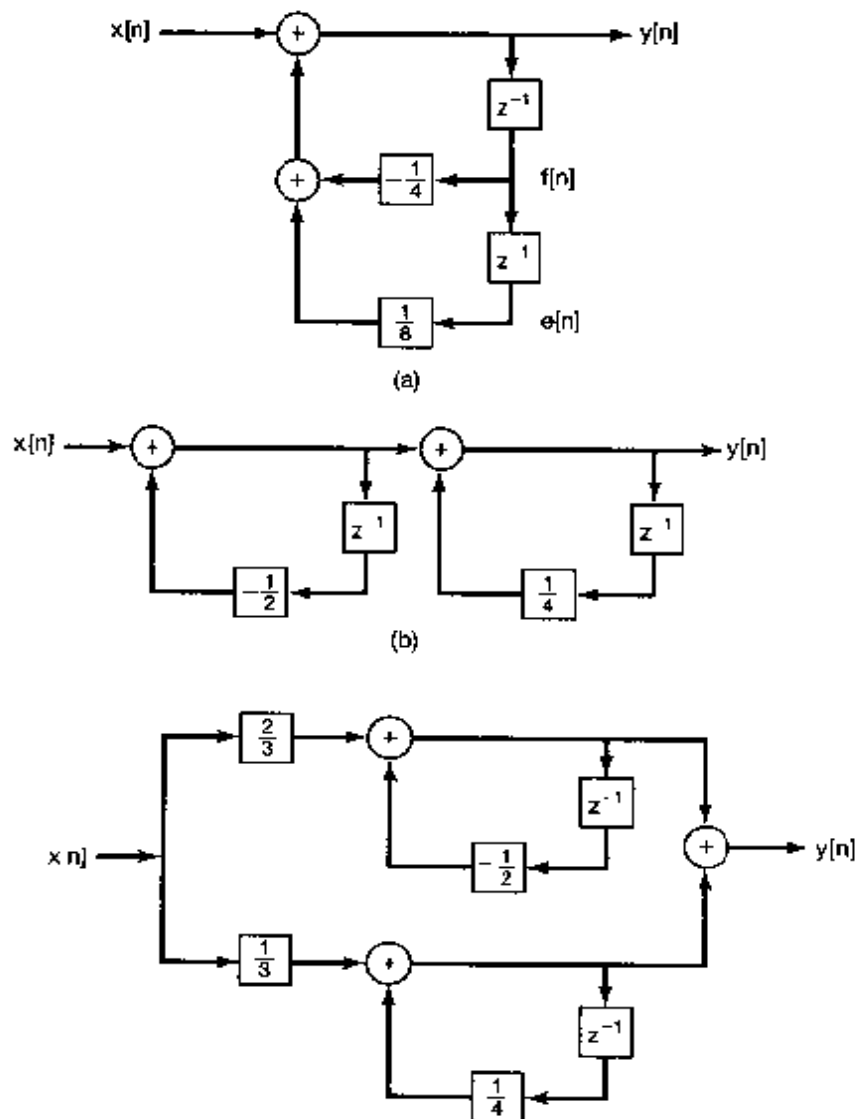 x[n] + y[n]
z⁻¹
+ -1/4 f[n]
z⁻¹
1/8 e[n]
(a)
x[n} + + y[n]
z⁻¹ z⁻¹
-1/2 1/4
(b)
2/3 +
z⁻¹
x n] + y[n]
-1/2
1/3 +
z⁻¹
1/4